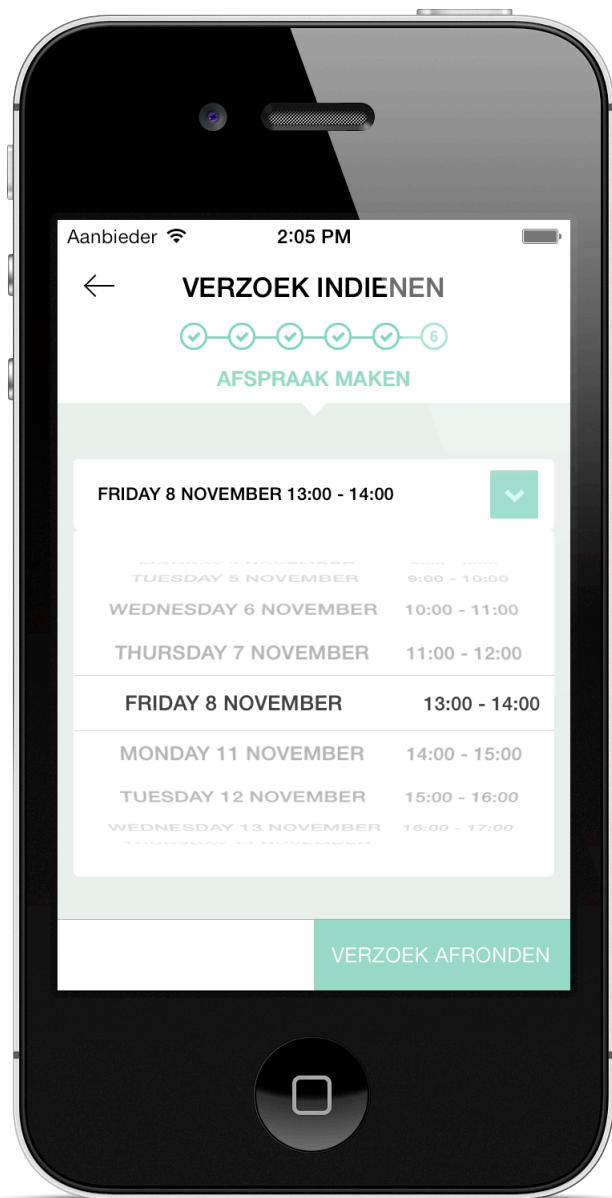 Aanbieder 2:05 PM
VERZOEK INDIENEN
6
AFSPRAAK MAKEN
FRIDAY 8 NOVEMBER 13:00 - 14:00
TUESDAY 5 NOVEMBER 9:00 - 10:00
WEDNESDAY 6 NOVEMBER 10:00 - 11:00
THURSDAY 7 NOVEMBER 11:00 - 12:00
FRIDAY 8 NOVEMBER 13:00 - 14:00
MONDAY 11 NOVEMBER 14:00 - 15:00
TUESDAY 12 NOVEMBER 15:00 - 16:00
WEDNESDAY 13 NOVEMBER 16:00 - 17:00
VERZOEK AFRONDEN